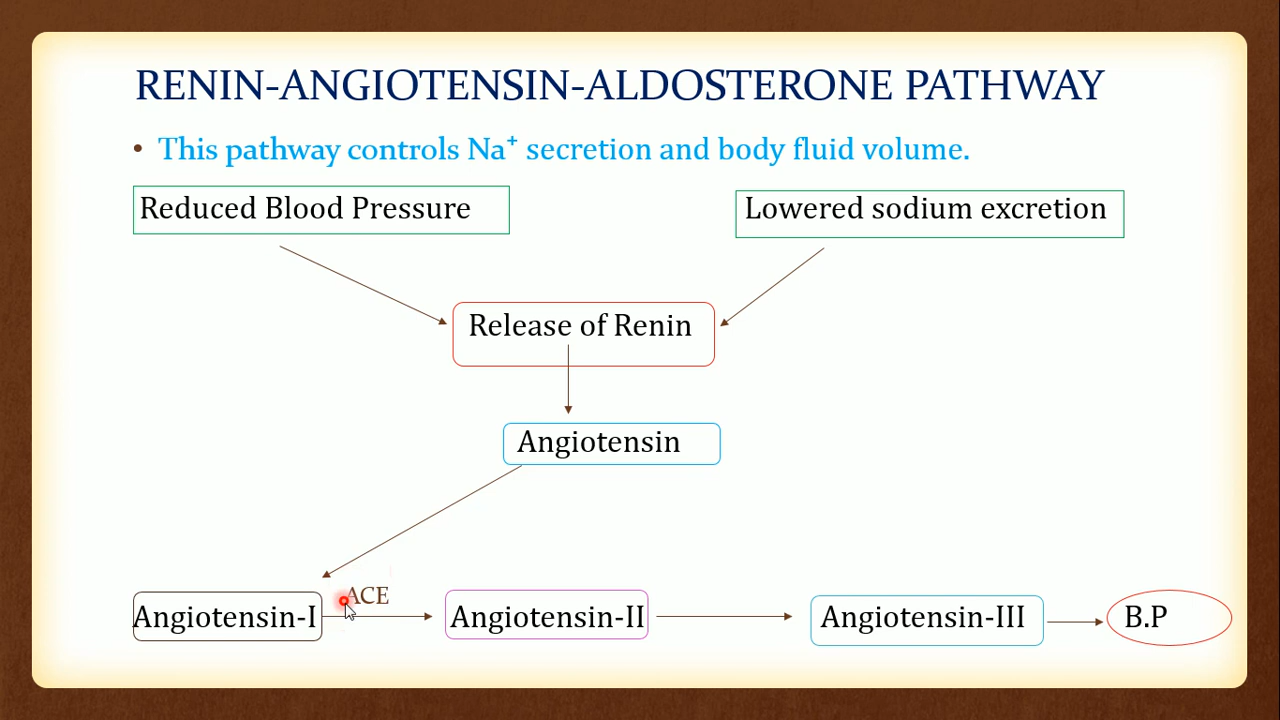 RENIN-ANGIOTENSIN-ALDOSTERONE PATHWAY
• This pathway controls Na⁺ secretion and body fluid volume.
Reduced Blood Pressure
Lowered sodium excretion
Release of Renin
Angiotensin
ACE
Angiotensin-I
Angiotensin-II
Angiotensin-III
B.P